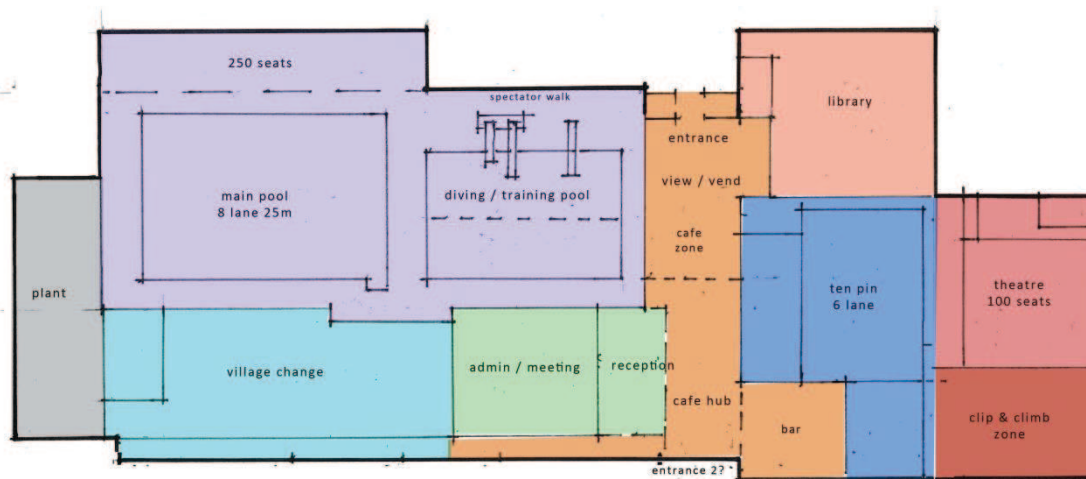 250 seats
spectator walk
library
entrance
main pool
8 lane 25m
diving / training pool
view / vend
cafe
zone
plant
ten pin
6 lane
theatre
100 seats
village change
admin / meeting
reception
cafe hub
bar
clip & climb
zone
entrance 2?